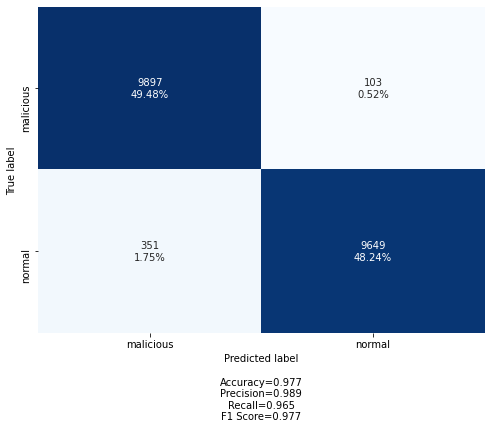 9897
49.48%
103
0.52%
malicious
True label
351
1.75%
9649
48.24%
normal
malicious
normal
Predicted label
Accuracy=0.977
Precision=0.989
Recall=0.965
F1 Score=0.977